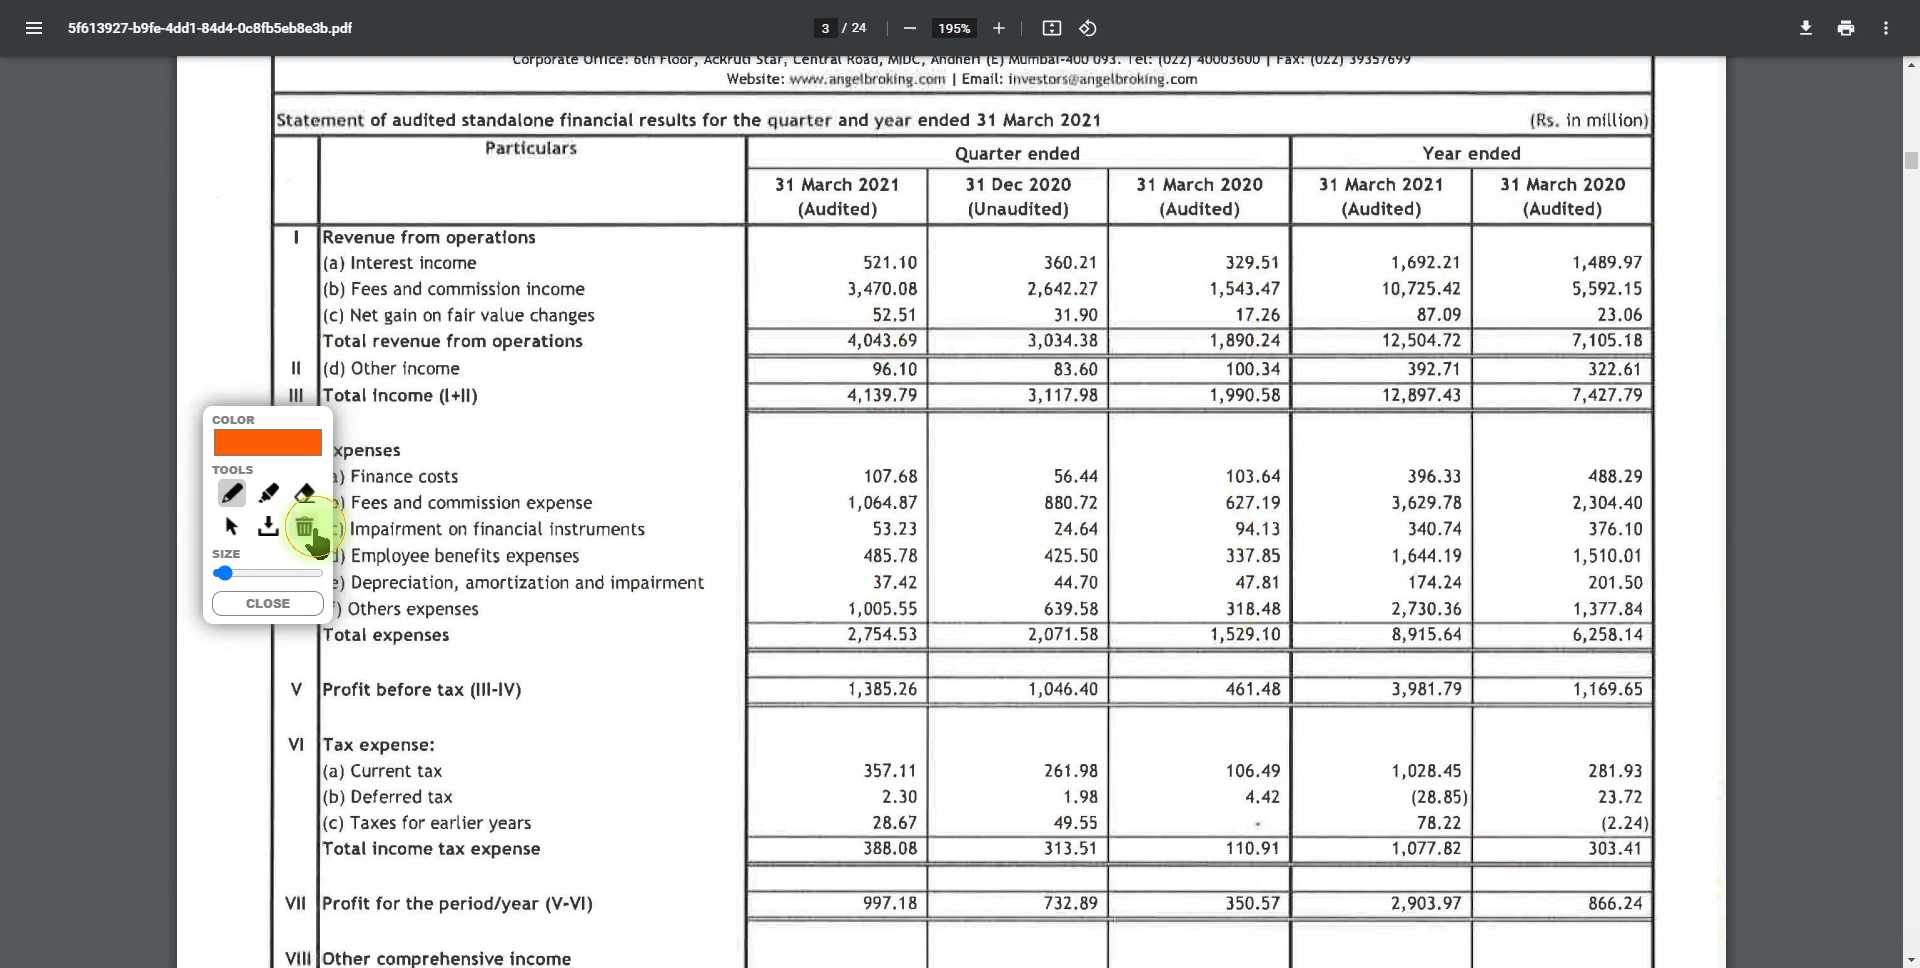 5f613927-b9fe-4dd1-84d4-0c8fb5eb8e3b.pdf 3 / 24 195%
Corporate Office: 6th Floor, Ackruti Star, Central Road, MIDC, Andheri (E) Mumbai-400 093. Tel: (022) 40003600 | Fax: (022) 39357699
Website: www.angelbroking.com | Email: investors@angelbroking.com
Statement of audited standalone financial results for the quarter and year ended 31 March 2021 (Rs. in million)
Particulars Quarter ended Year ended
31 March 2021 31 Dec 2020 31 March 2020 31 March 2021 31 March 2020
(Audited) (Unaudited) (Audited) (Audited) (Audited)
I Revenue from operations
(a) Interest income 521.10 360.21 329.51 1,692.21 1,489.97
(b) Fees and commission income 3,470.08 2,642.27 1,543.47 10,725.42 5,592.15
(c) Net gain on fair value changes 52.51 31.90 17.26 87.09 23.06
Total revenue from operations 4,043.69 3,034.38 1,890.24 12,504.72 7,105.18
II (d) Other income 96.10 83.60 100.34 392.71 322.61
III Total income (I+II) 4,139.79 3,117.98 1,990.58 12,897.43 7,427.79
COLOR
xpenses
TOOLS
) Finance costs 107.68 56.44 103.64 396.33 488.29
) Fees and commission expense 1,064.87 880.72 627.19 3,629.78 2,304.40
) Impairment on financial instruments 53.23 24.64 94.13 340.74 376.10
SIZE
) Employee benefits expenses 485.78 425.50 337.85 1,644.19 1,510.01
e) Depreciation, amortization and impairment 37.42 44.70 47.81 174.24 201.50
CLOSE
f) Others expenses 1,005.55 639.58 318.48 2,730.36 1,377.84
Total expenses 2,754.53 2,071.58 1,529.10 8,915.64 6,258.14
V Profit before tax (III-IV) 1,385.26 1,046.40 461.48 3,981.79 1,169.65
VI Tax expense:
(a) Current tax 357.11 261.98 106.49 1,028.45 281.93
(b) Deferred tax 2.30 1.98 4.42 (28.85) 23.72
(c) Taxes for earlier years 28.67 49.55 - 78.22 (2.24)
Total income tax expense 388.08 313.51 110.91 1,077.82 303.41
VII Profit for the period/year (V-VI) 997.18 732.89 350.57 2,903.97 866.24
VIII Other comprehensive income